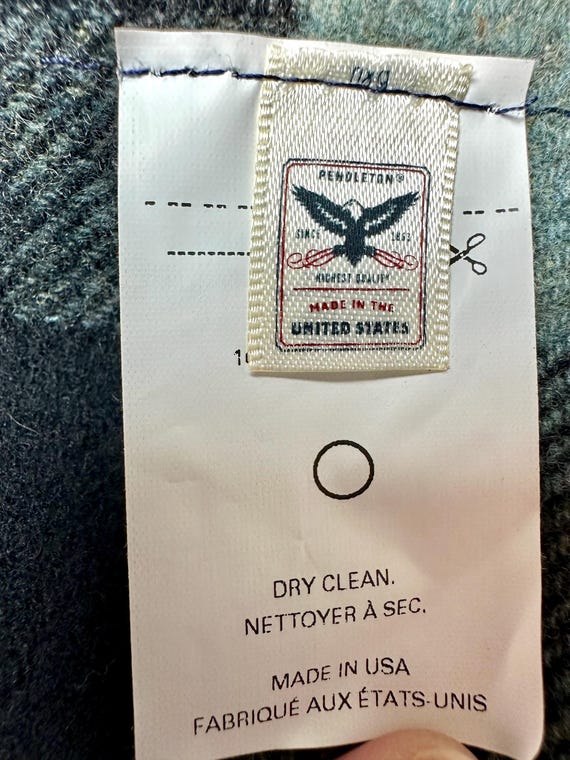 PENDLETON®
SINCE 1863
HIGHEST QUALITY
MADE IN THE
UNITED STATES
DRY CLEAN.
NETTOYER À SEC.
MADE IN USA
FABRIQUÉ AUX ÉTATS-UNIS